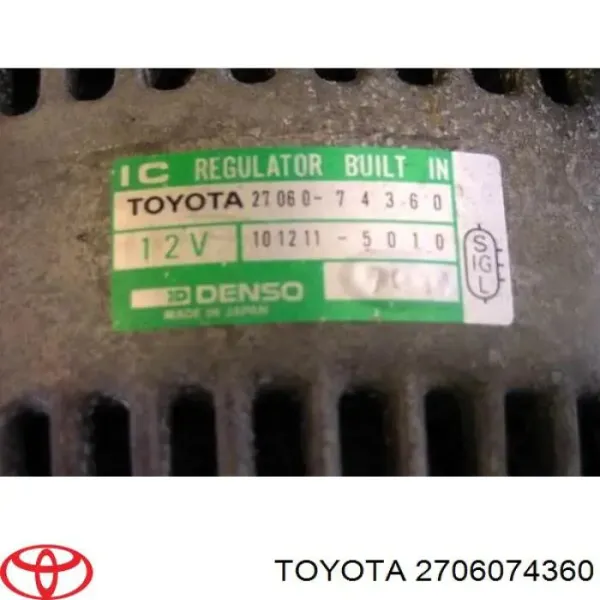 IC REGULATOR BUILT IN
TOYOTA 27060-74360
12V 101211-5010
DENSO
MADE IN JAPAN
S
IG
L
TOYOTA 2706074360